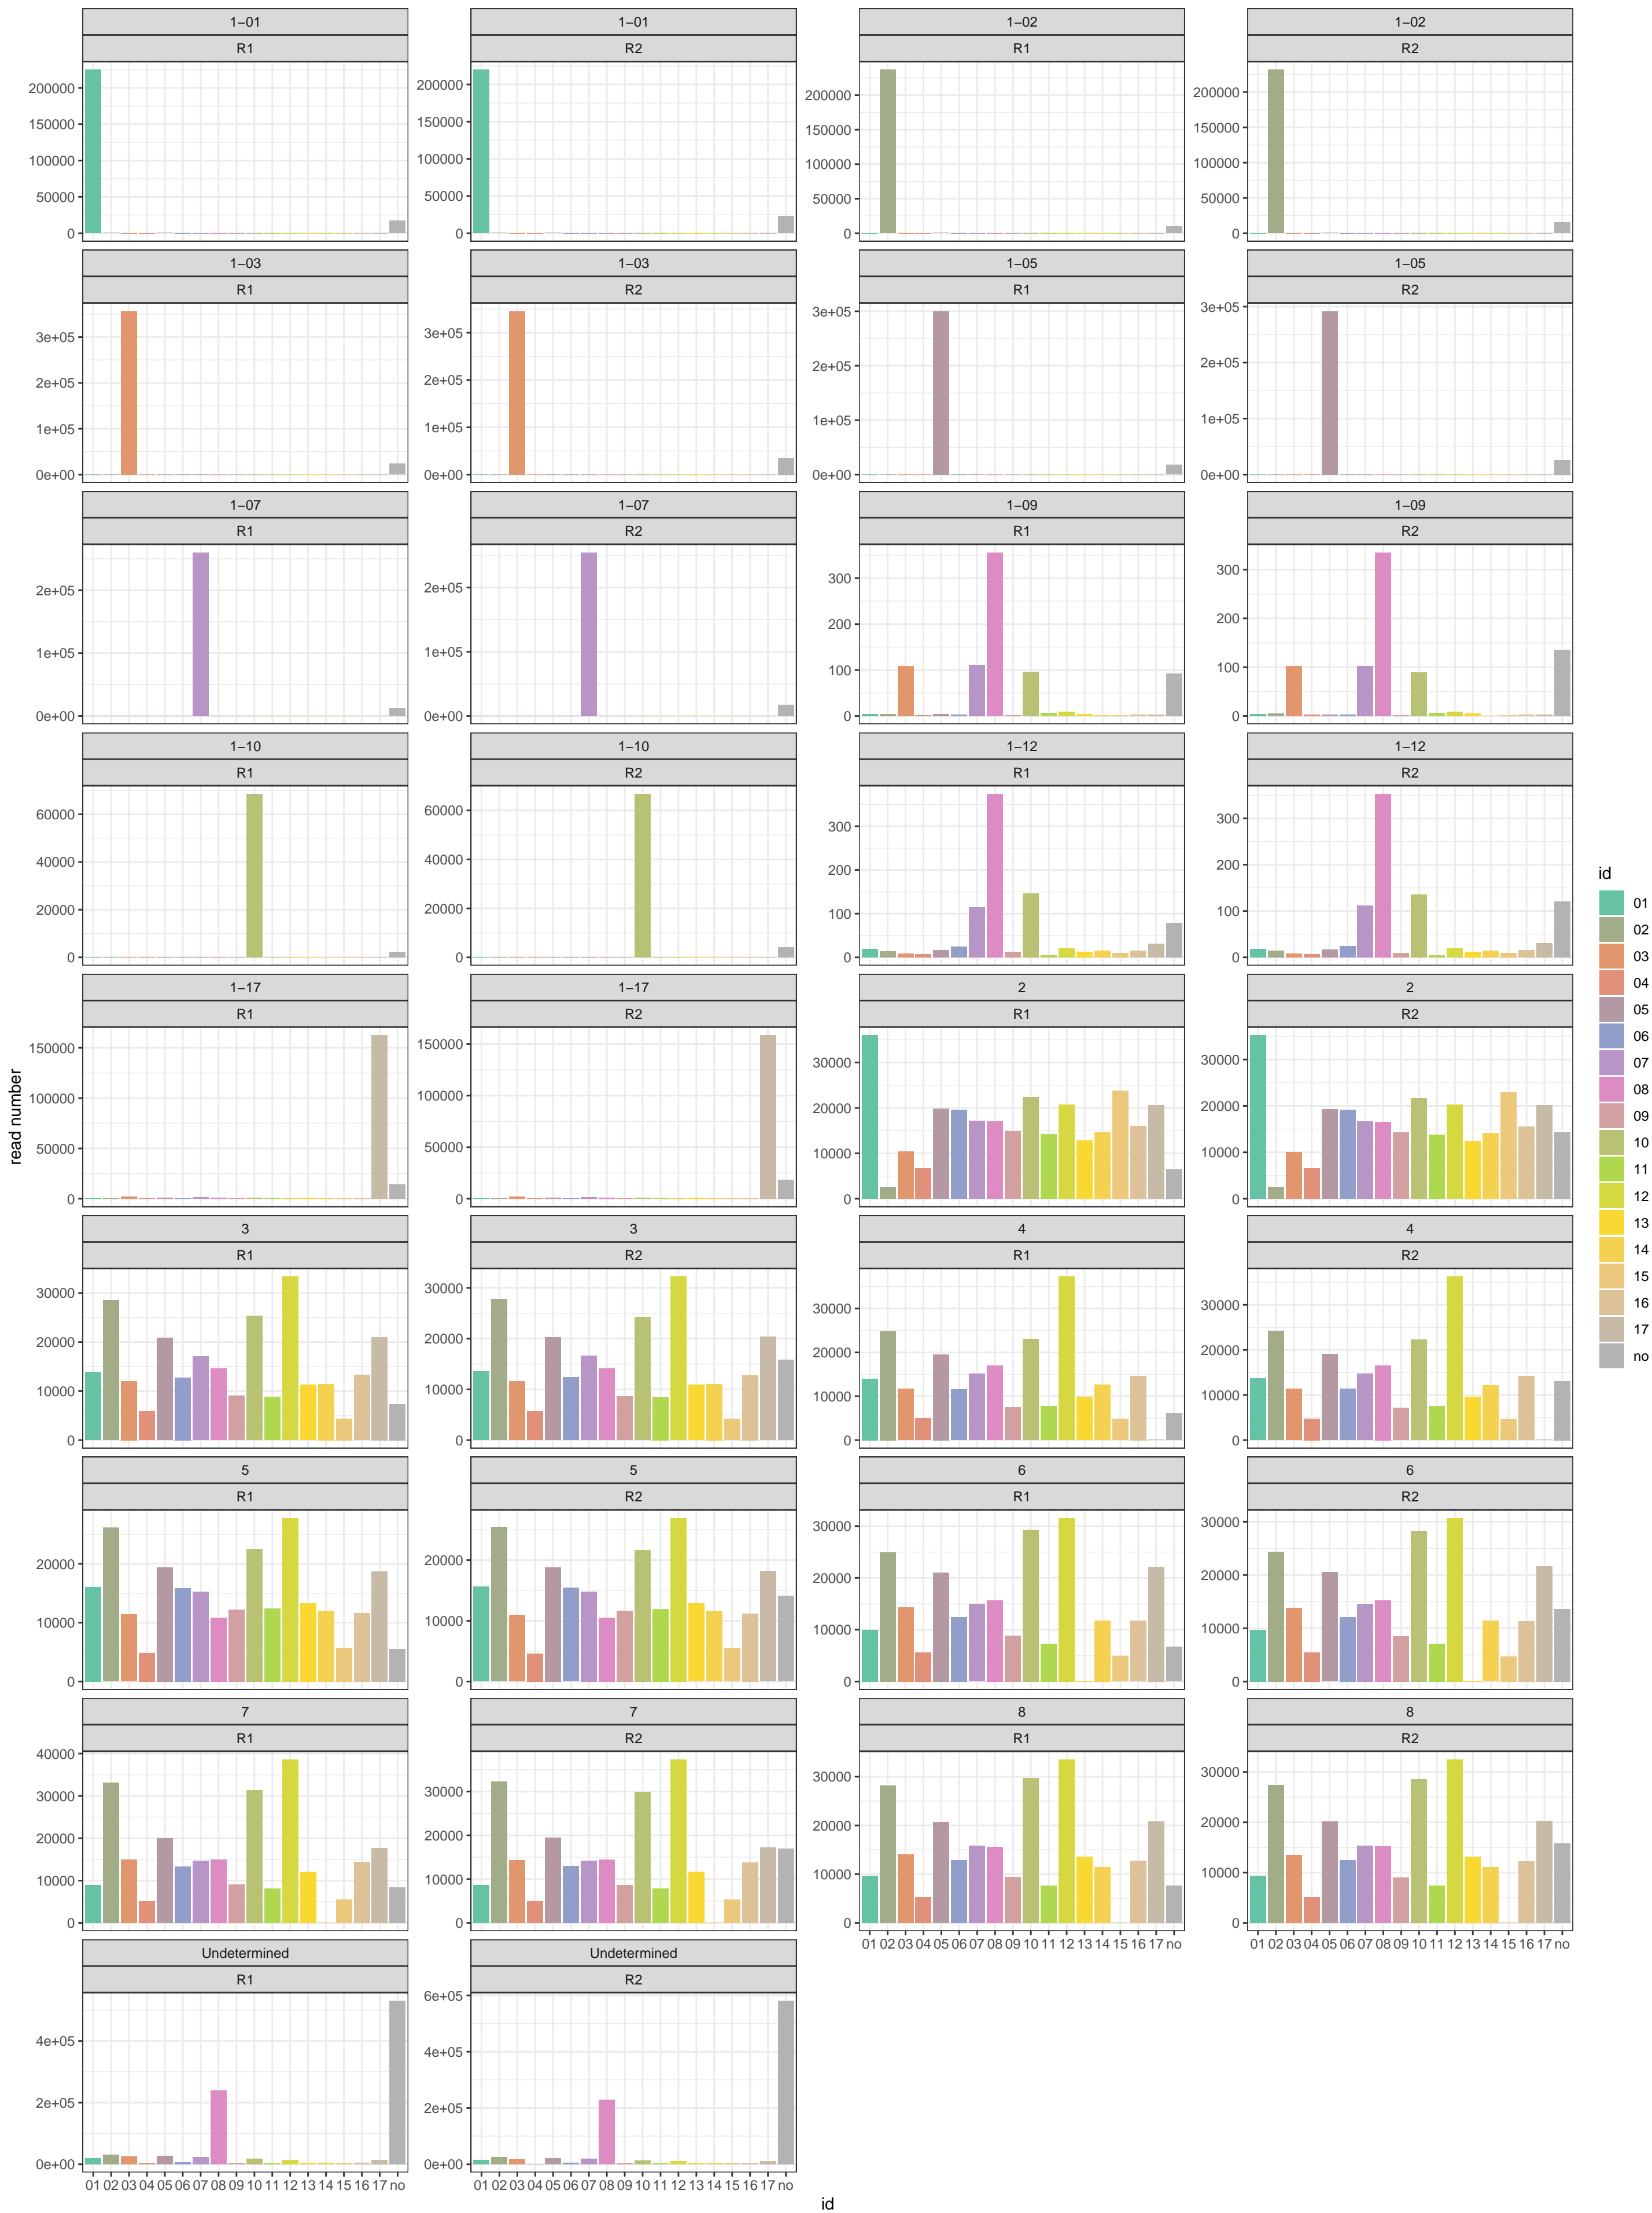 1−01
R1
200000
150000
100000
50000
0
1−01
R2
200000
150000
100000
50000
0
1−02
R1
200000
150000
100000
50000
0
1−02
R2
200000
150000
100000
50000
0
1−03
R1
3e+05
2e+05
1e+05
0e+00
1−03
R2
3e+05
2e+05
1e+05
0e+00
1−05
R1
3e+05
2e+05
1e+05
0e+00
1−05
R2
3e+05
2e+05
1e+05
0e+00
1−07
R1
2e+05
1e+05
0e+00
1−07
R2
2e+05
1e+05
0e+00
1−09
R1
300
200
100
0
1−09
R2
300
200
100
0
1−10
R1
60000
40000
20000
0
1−10
R2
60000
40000
20000
0
1−12
R1
300
200
100
0
1−12
R2
300
200
100
0
1−17
R1
150000
100000
50000
0
1−17
R2
150000
100000
50000
0
2
R1
30000
20000
10000
0
2
R2
30000
20000
10000
0
3
R1
30000
20000
10000
0
3
R2
30000
20000
10000
0
4
R1
30000
20000
10000
0
4
R2
30000
20000
10000
0
5
R1
20000
10000
0
5
R2
20000
10000
0
6
R1
30000
20000
10000
0
6
R2
30000
20000
10000
0
7
R1
40000
30000
20000
10000
0
7
R2
30000
20000
10000
0
8
R1
30000
20000
10000
0
01 02 03 04 05 06 07 08 09 10 11 12 13 14 15 16 17 no
8
R2
30000
20000
10000
0
01 02 03 04 05 06 07 08 09 10 11 12 13 14 15 16 17 no
Undetermined
R1
4e+05
2e+05
0e+00
01 02 03 04 05 06 07 08 09 10 11 12 13 14 15 16 17 no
Undetermined
R2
6e+05
4e+05
2e+05
0e+00
01 02 03 04 05 06 07 08 09 10 11 12 13 14 15 16 17 no
read number
id
id
01
02
03
04
05
06
07
08
09
10
11
12
13
14
15
16
17
no